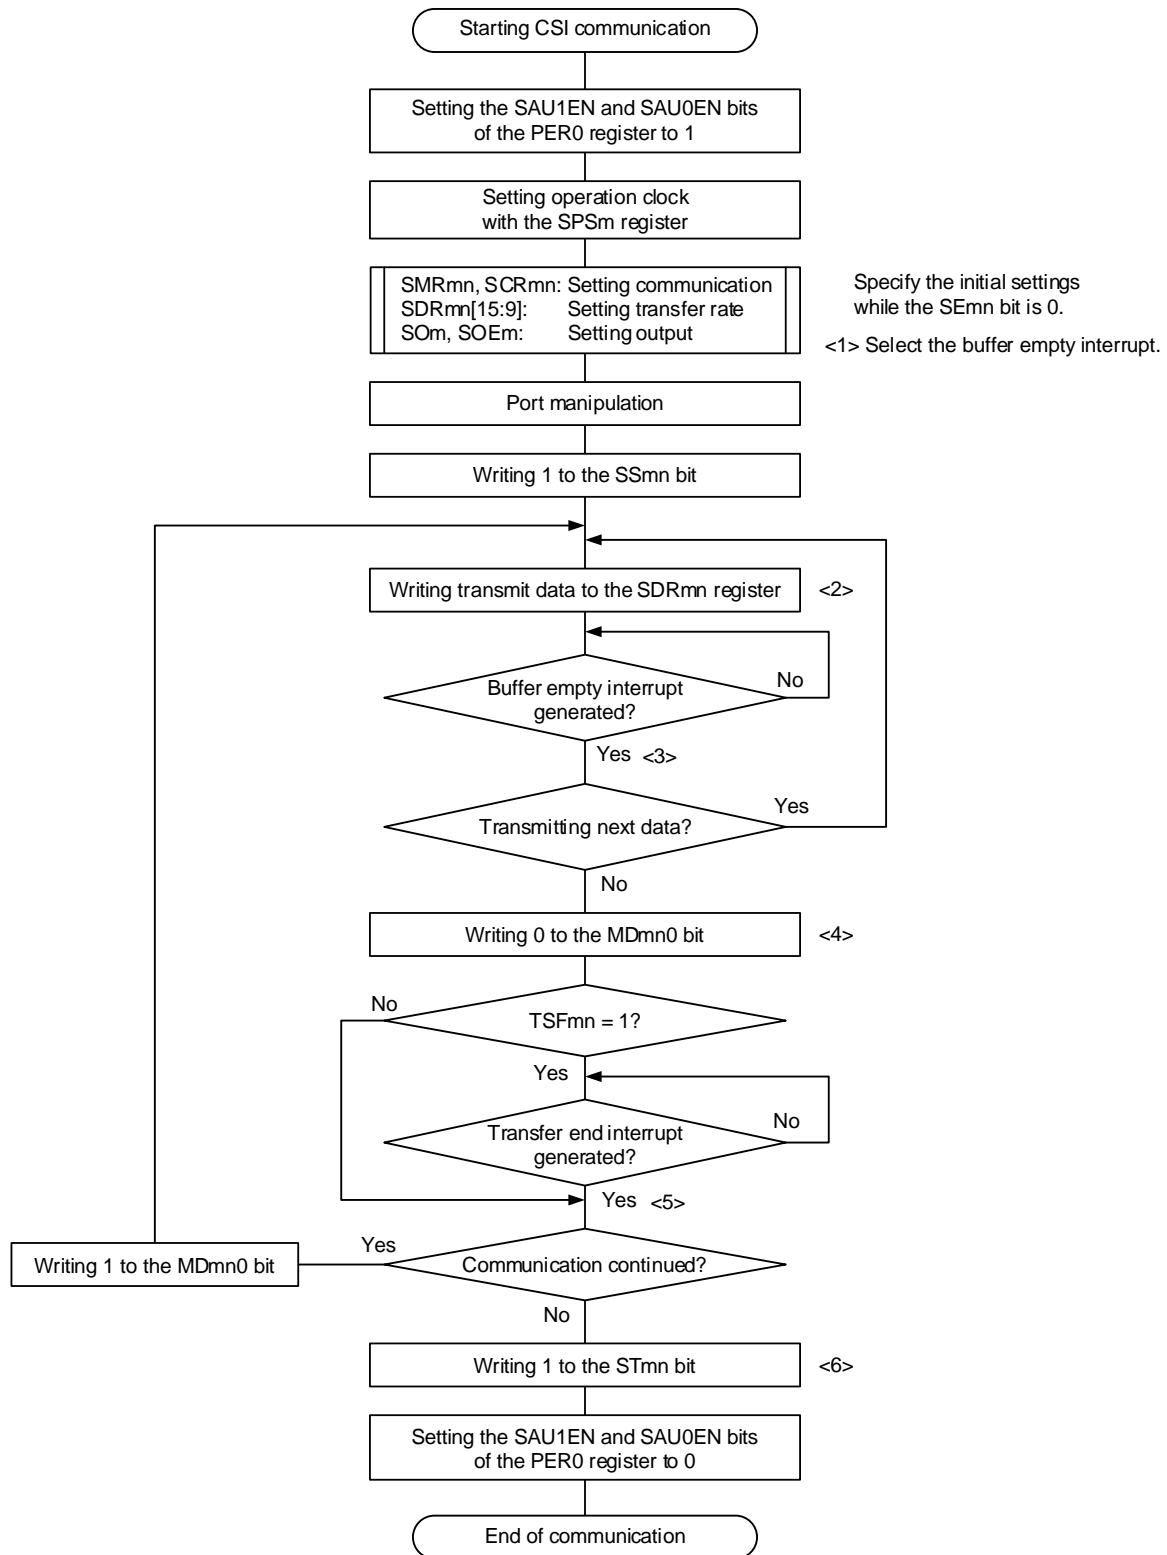 Starting CSI communication
Setting the SAU1EN and SAU0EN bits
of the PER0 register to 1
Setting operation clock
with the SPSm register
SMRmn, SCRmn: Setting communication
SDRmn[15:9]: Setting transfer rate
SOm, SOEm: Setting output
Specify the initial settings
while the SEmn bit is 0.
<1> Select the buffer empty interrupt.
Port manipulation
Writing 1 to the SSmn bit
Writing transmit data to the SDRmn register <2>
Buffer empty interrupt
generated?
No
Yes <3>
Transmitting next data?
Yes
No
Writing 0 to the MDmn0 bit <4>
No
TSFmn = 1?
Yes
Transfer end interrupt
generated?
No
Yes <5>
Writing 1 to the MDmn0 bit
Yes
Communication continued?
No
Writing 1 to the STmn bit <6>
Setting the SAU1EN and SAU0EN bits
of the PER0 register to 0
End of communication